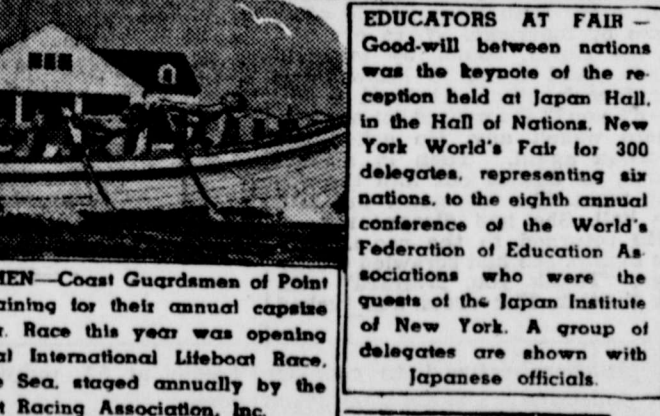 EDUCATORS AT FAIR —
Good-will between nations
was the keynote of the re-
ception held at Japan Hall,
in the Hall of Nations, New
York World's Fair for 300
delegates, representing six
nations, to the eighth annual
conference of the World's
Federation of Education As-
sociations who were the
guests of the Japan Institute
of New York. A group of
delegates are shown with
Japanese officials.
MEN—Coast Guardsmen of Point
aining for their annual capsize
r. Race this year was opening
al International Lifeboat Race,
e Sea, staged annually by the
t Racing Association, Inc.